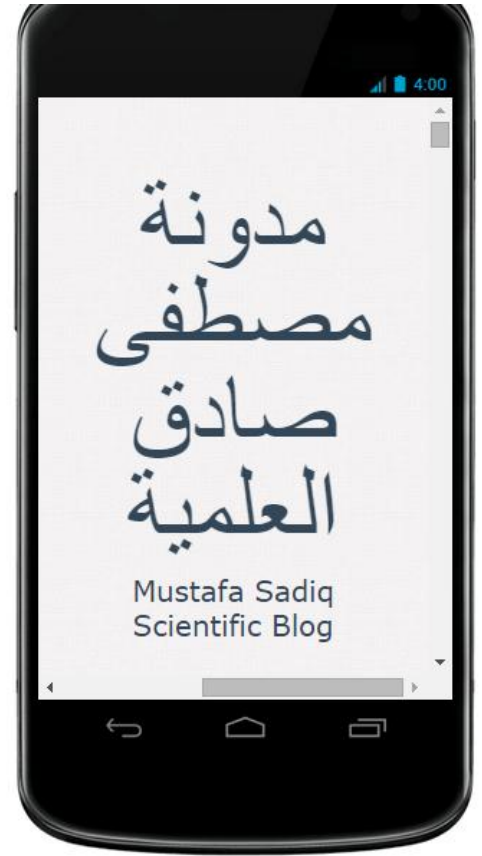 4:00
مدونة
مصطفى
صادق
العلمية
Mustafa Sadiq
Scientific Blog